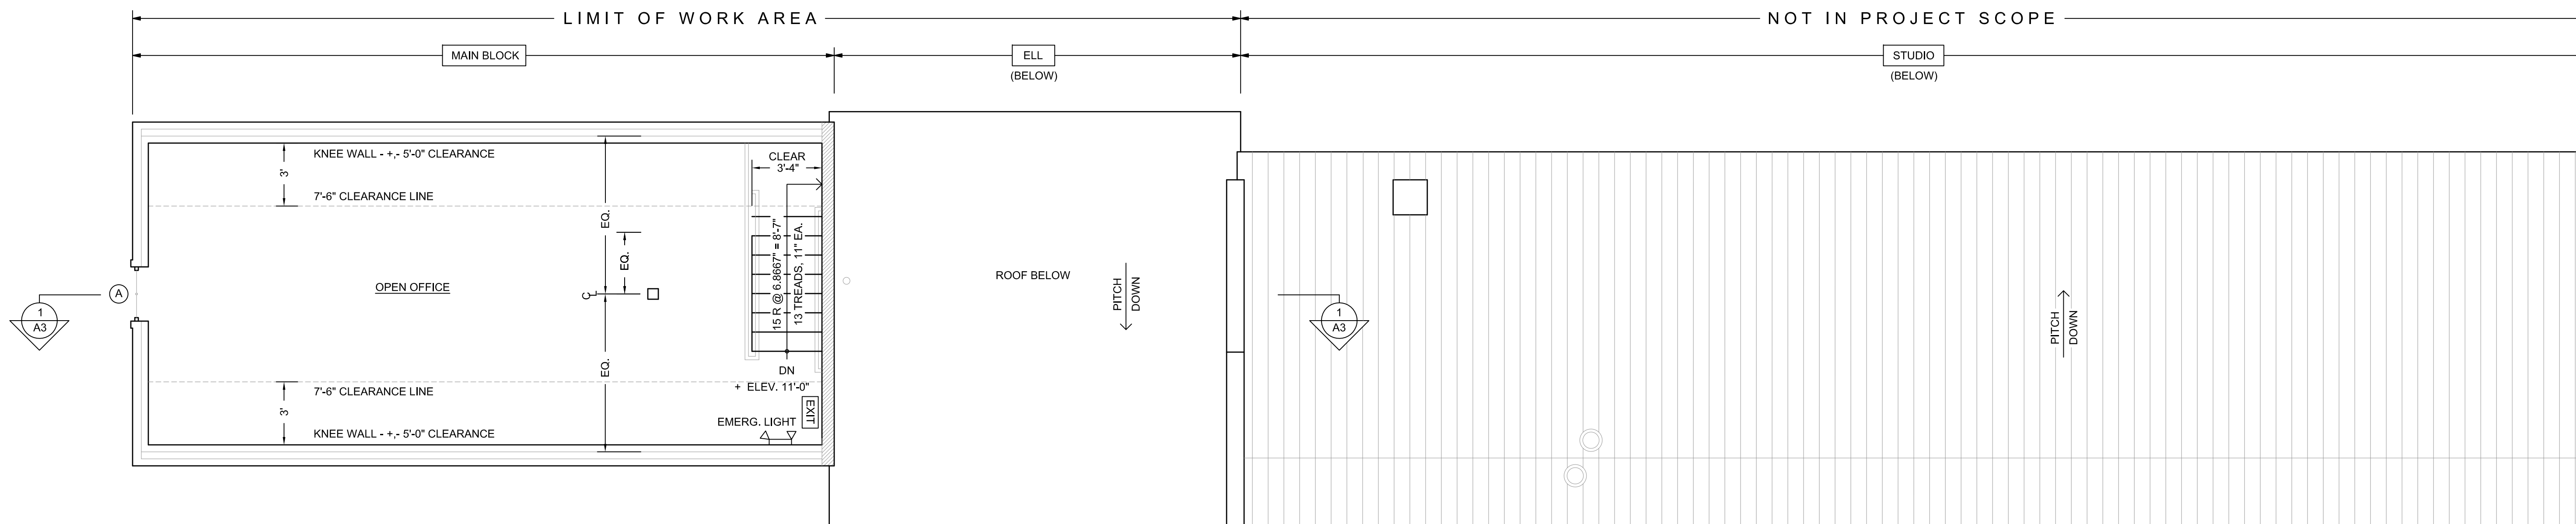 LIMIT OF WORK AREA
NOT IN PROJECT SCOPE
MAIN BLOCK
ELL
(BELOW)
STUDIO
(BELOW)
KNEE WALL - +,- 5'-0" CLEARANCE
3'
7'-6" CLEARANCE LINE
CLEAR
3'-4"
EQ.
EQ.
15 R @ 6.8667" = 8'-7"
13 TREADS, 11" EA.
OPEN OFFICE
CL
A
1
A3
ROOF BELOW
PITCH
DOWN
1
A3
PITCH
DOWN
EQ.
DN
+ ELEV. 11'-0"
7'-6" CLEARANCE LINE
3'
EXIT
EMERG. LIGHT
KNEE WALL - +,- 5'-0" CLEARANCE